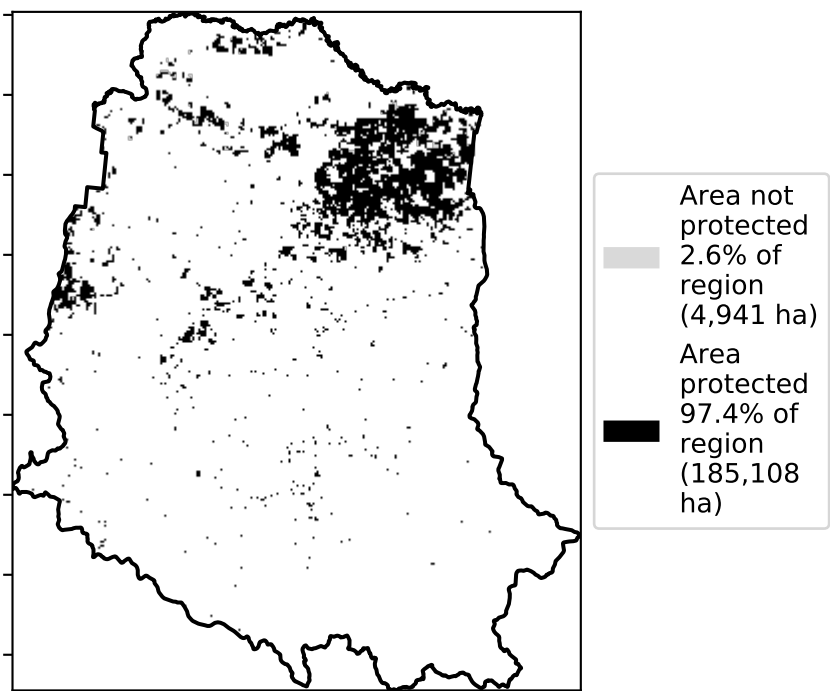 Area not
protected
2.6% of
region
(4,941 ha)
Area
protected
97.4% of
region
(185,108
ha)